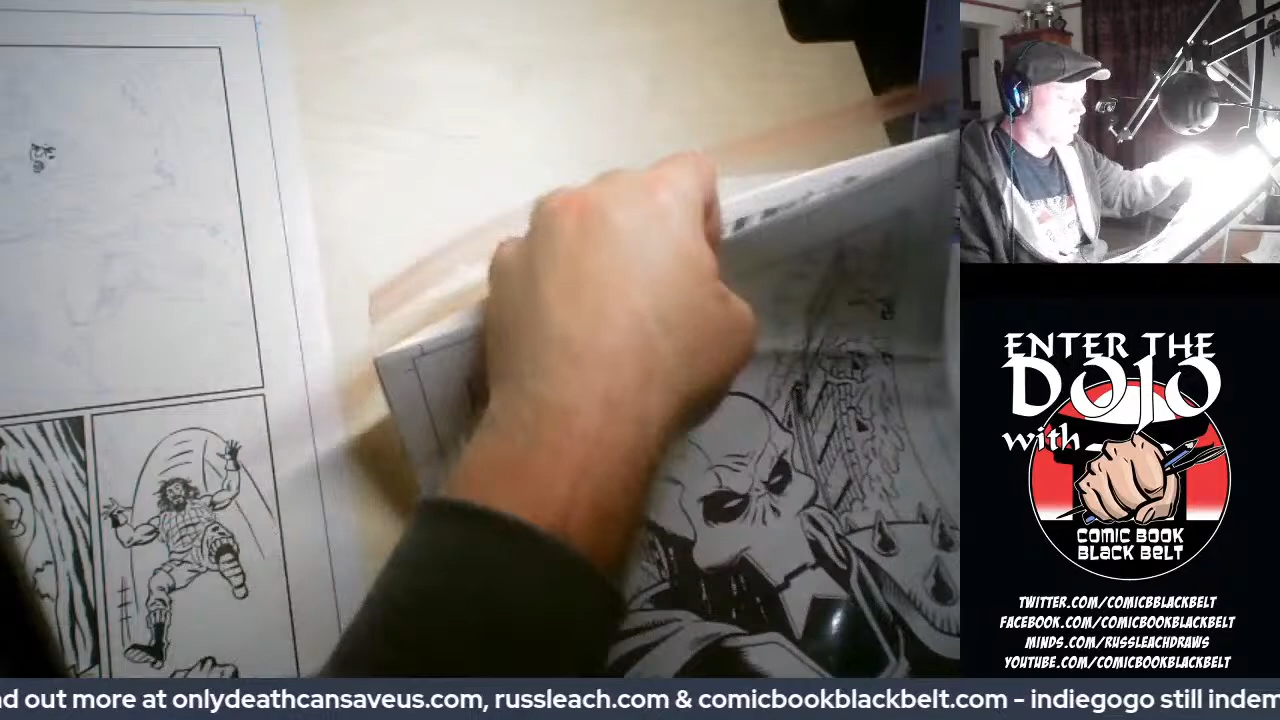 ENTER THE
DOJO
with
COMIC BOOK
BLACK BELT
TWITTER.COM/COMICBBLACKBELT
FACEBOOK.COM/COMICBOOKBLACKBELT
MINDS.COM/RUSSLEACHDRAWS
YOUTUBE.COM/COMICBOOKBLACKBELT
nd out more at onlydeathcansaveus.com, russleach.com & comicbookblackbelt.com - indiegogo still indem